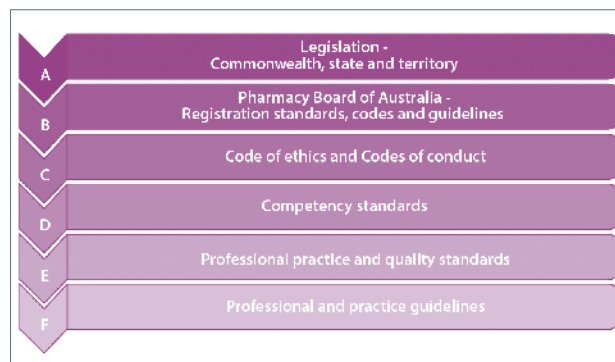 A
Legislation -
Commonwealth, state and territory
B
Pharmacy Board of Australia -
Registration standards, codes and guidelines
C
Code of ethics and Codes of conduct
D
Competency standards
E
Professional practice and quality standards
F
Professional and practice guidelines